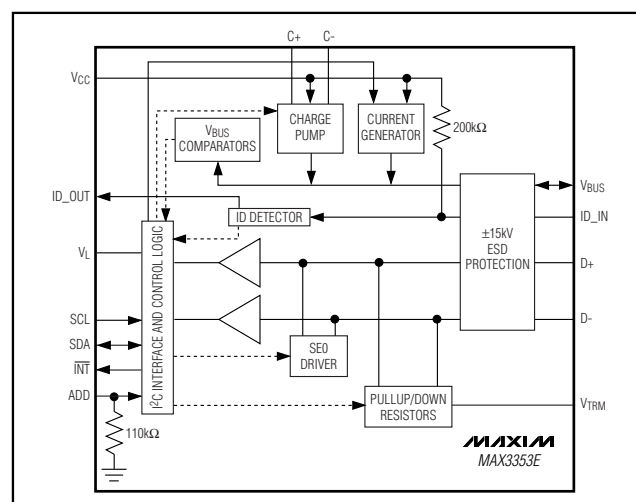 C+ C-
VCC
CHARGE PUMP
CURRENT GENERATOR
200kΩ
VBUS COMPARATORS
VBUS
ID_OUT
ID DETECTOR
ID_IN
±15kV ESD PROTECTION
VL
D+
I²C INTERFACE AND CONTROL LOGIC
SCL
D-
SDA
SE0 DRIVER
INT
ADD
PULLUP/DOWN RESISTORS
VTRM
110kΩ
MAXIM
MAX3353E